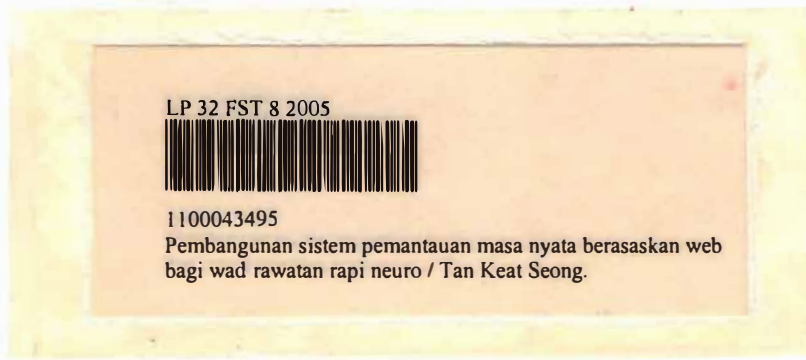 LP 32 FST 8 2005
1100043495
Pembangunan sistem pemantauan masa nyata berasaskan web
bagi wad rawatan rapi neuro / Tan Keat Seong.